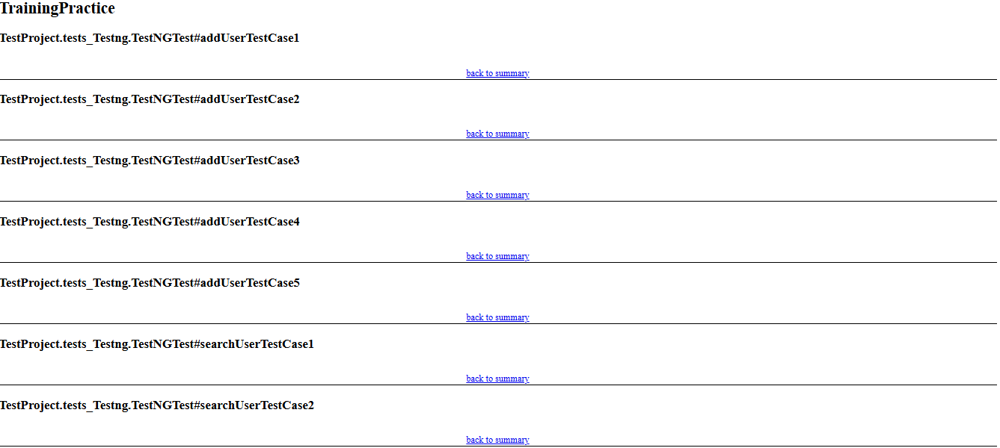 TrainingPractice
TestProject.tests_Testng.TestNGTest#addUserTestCase1
back to summary
TestProject.tests_Testng.TestNGTest#addUserTestCase2
back to summary
TestProject.tests_Testng.TestNGTest#addUserTestCase3
back to summary
TestProject.tests_Testng.TestNGTest#addUserTestCase4
back to summary
TestProject.tests_Testng.TestNGTest#addUserTestCase5
back to summary
TestProject.tests_Testng.TestNGTest#searchUserTestCase1
back to summary
TestProject.tests_Testng.TestNGTest#searchUserTestCase2
back to summary